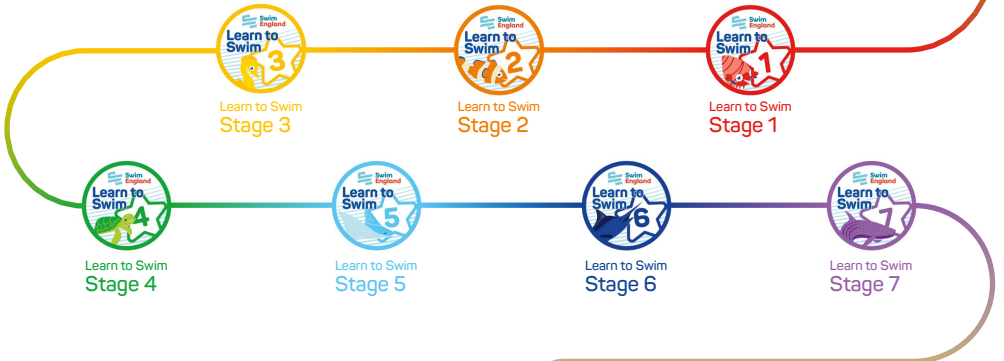 Swim
England
Learn to
Swim
3
Learn to Swim
Stage 3
Swim
England
Learn to
Swim
2
Learn to Swim
Stage 2
Swim
England
Learn to
Swim
1
Learn to Swim
Stage 1
Swim
England
Learn to
Swim
4
Learn to Swim
Stage 4
Swim
England
Learn to
Swim
5
Learn to Swim
Stage 5
Swim
England
Learn to
Swim
6
Learn to Swim
Stage 6
Swim
England
Learn to
Swim
7
Learn to Swim
Stage 7